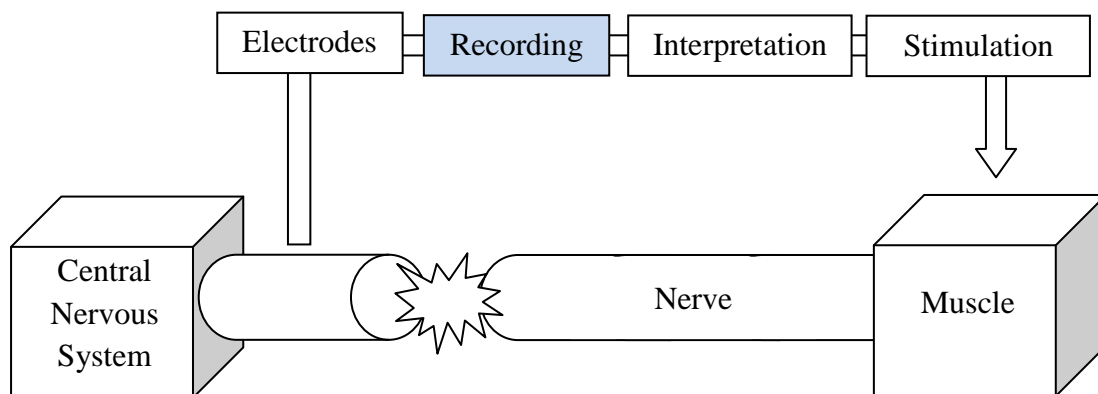 Electrodes
Recording
Interpretation
Stimulation
Central
Nervous
System
Nerve
Muscle